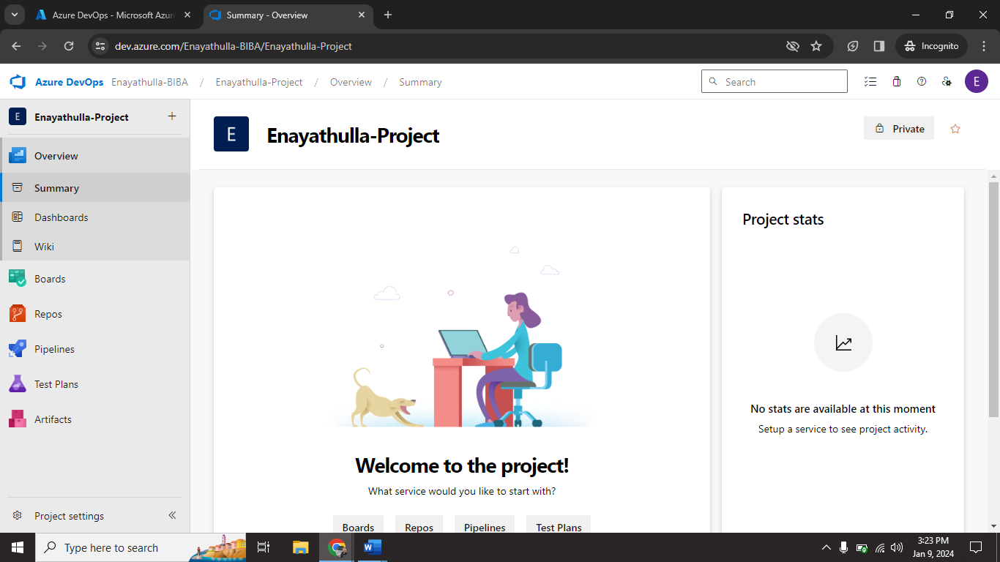 Azure DevOps - Microsoft Azure
Summary - Overview
dev.azure.com/Enayathulla-BIBA/Enayathulla-Project
Incognito
Azure DevOps Enayathulla-BIBA / Enayathulla-Project / Overview / Summary
Search
E
E Enayathulla-Project
Overview
Summary
Dashboards
Wiki
Boards
Repos
Pipelines
Test Plans
Artifacts
Project settings
E Enayathulla-Project
Private
Welcome to the project!
What service would you like to start with?
Boards Repos Pipelines Test Plans
Project stats
No stats are available at this moment
Setup a service to see project activity.
Type here to search
3:23 PM
Jan 9, 2024